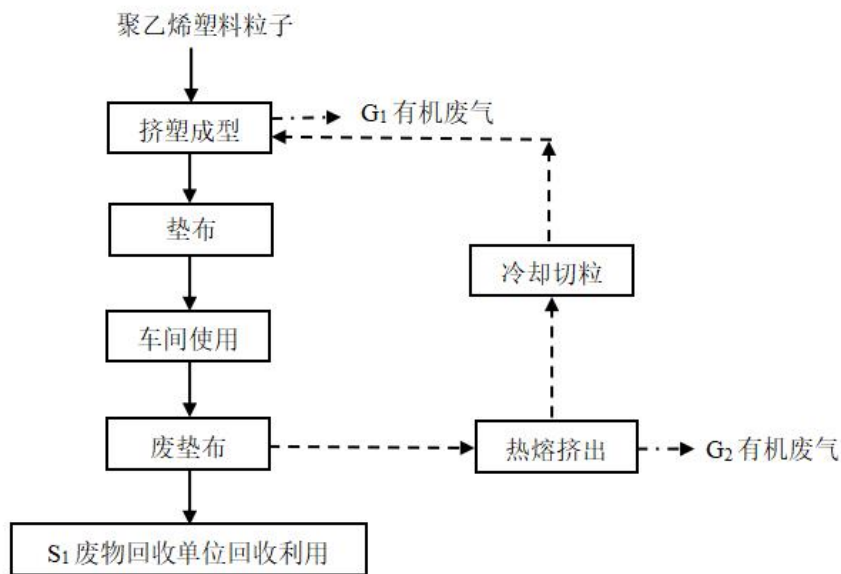 聚乙烯塑料粒子
挤塑成型
G₁有机废气
垫布
冷却切粒
车间使用
废垫布
热熔挤出
G₂有机废气
S₁废物回收单位回收利用